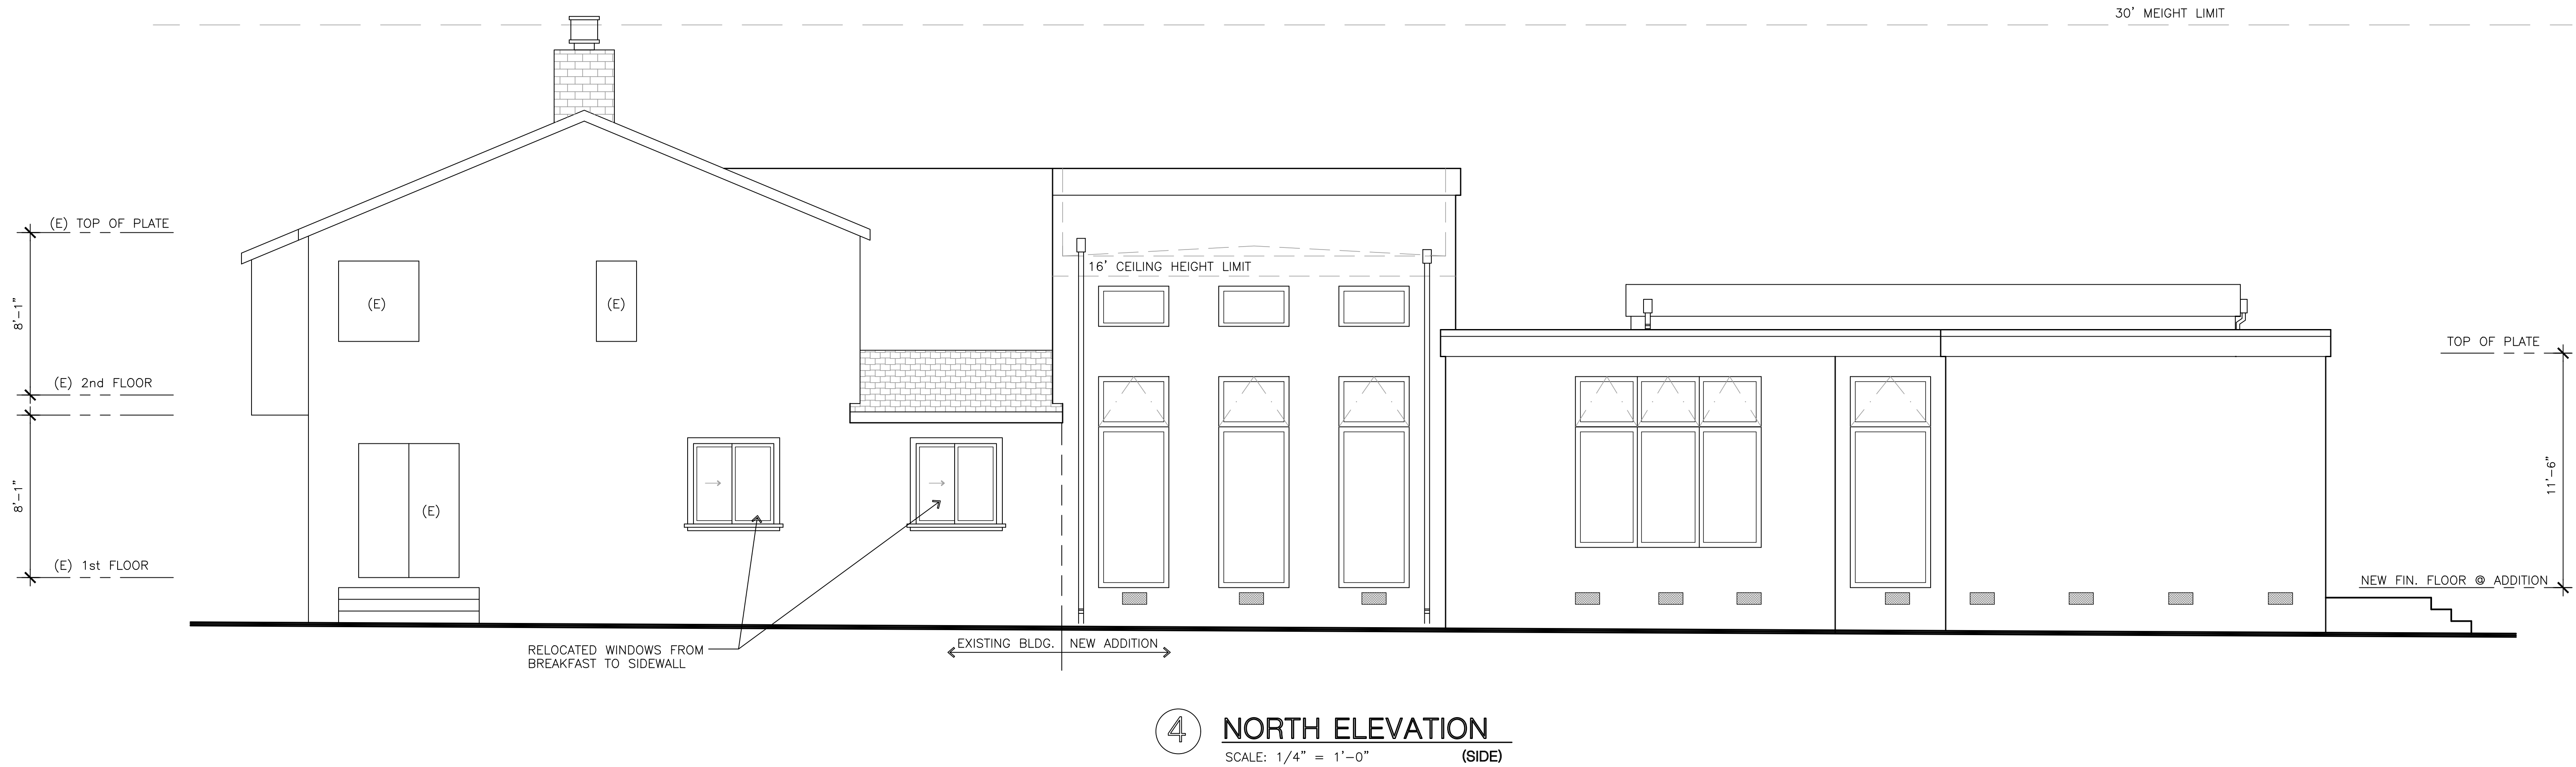 30' MEIGHT LIMIT
(E) TOP OF PLATE
8'-1"
(E) 2nd FLOOR
8'-1"
(E) 1st FLOOR
(E)
(E)
(E)
16' CEILING HEIGHT LIMIT
TOP OF PLATE
11'-6"
NEW FIN. FLOOR @ ADDITION
RELOCATED WINDOWS FROM
BREAKFAST TO SIDEWALL
EXISTING BLDG. NEW ADDITION
4 NORTH ELEVATION
SCALE: 1/4" = 1'-0" (SIDE)